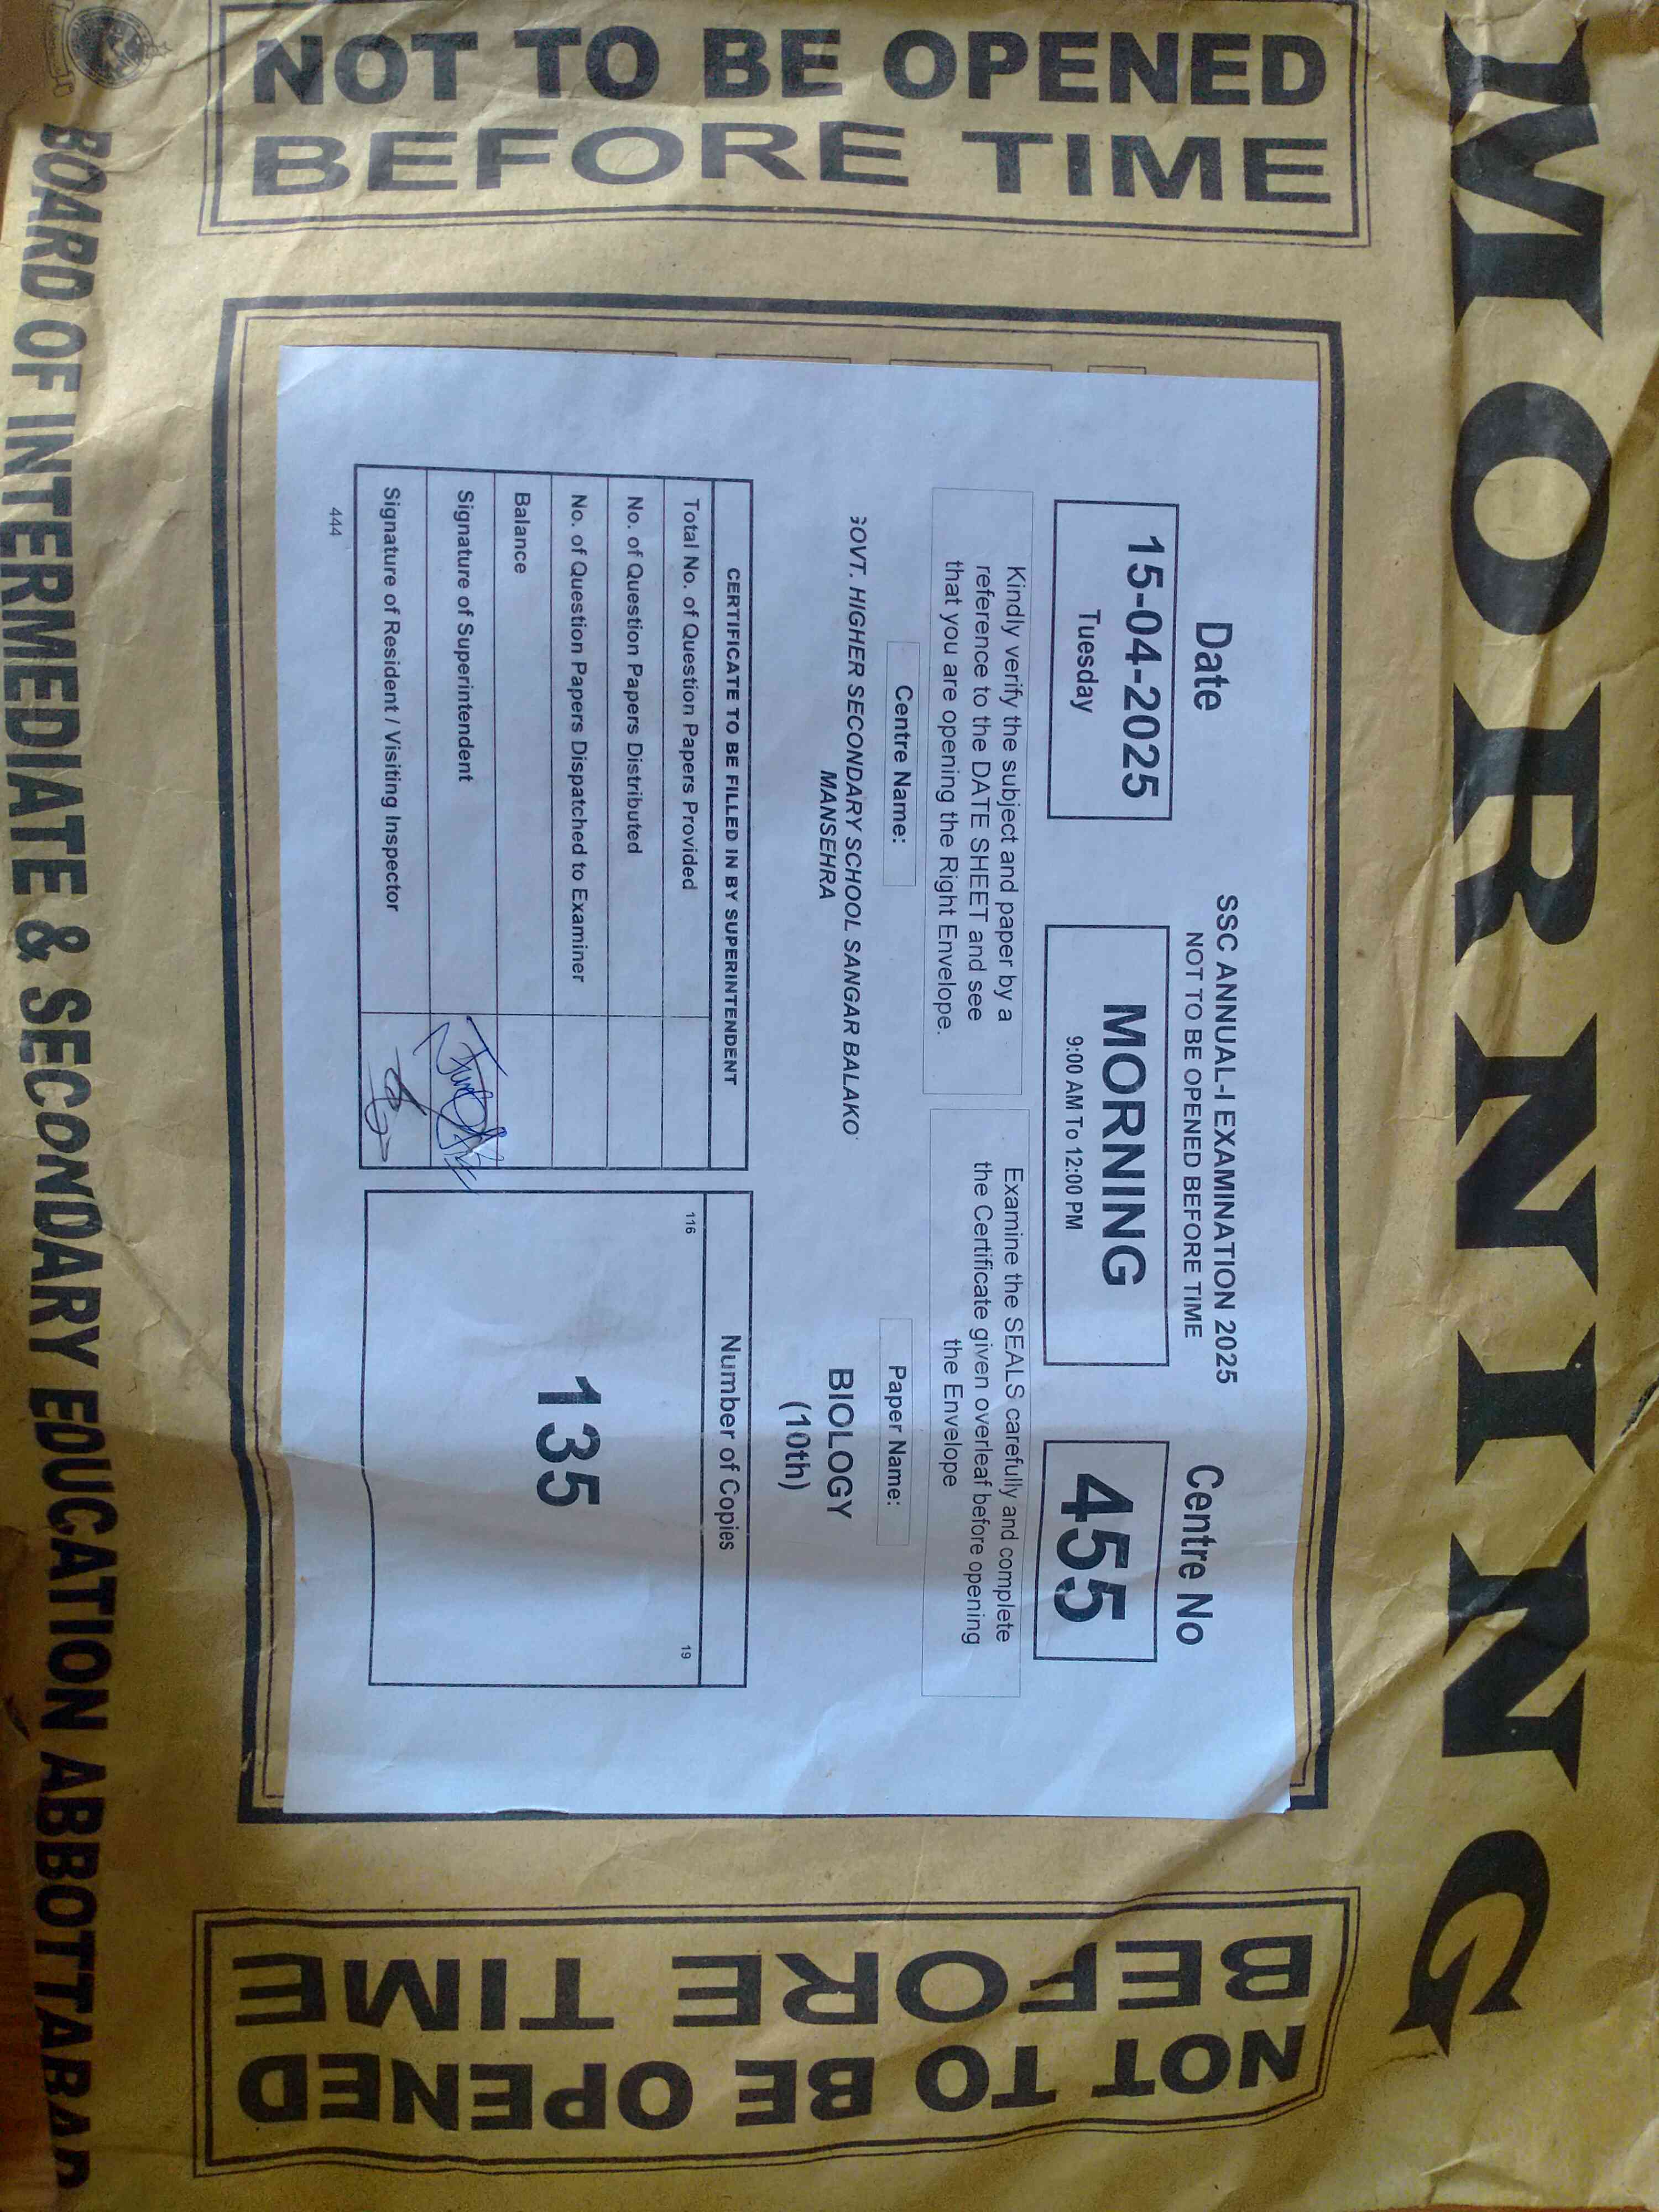 MORNING
NOT TO BE OPENED
BEFORE TIME
SSC ANNUAL-I EXAMINATION 2025
NOT TO BE OPENED BEFORE TIME
Date
Centre No
15-04-2025
Tuesday
MORNING
9:00 AM To 12:00 PM
455
Kindly verify the subject and paper by a
reference to the DATE SHEET and see
that you are opening the Right Envelope.
Examine the SEALS carefully and complete
the Certificate given overleaf before opening
the Envelope
Centre Name:
Paper Name:
GOVT. HIGHER SECONDARY SCHOOL SANGAR BALAKO
MANSEHRA
BIOLOGY
(10th)
CERTIFICATE TO BE FILLED IN BY SUPERINTENDENT
Total No. of Question Papers Provided
No. of Question Papers Distributed
No. of Question Papers Dispatched to Examiner
Balance
Signature of Superintendent
Signature of Resident / Visiting Inspector
444
Number of Copies
116
19
135
NOT TO BE OPENED
BEFORE TIME
BOARD OF INTERMEDIATE & SECONDARY EDUCATION ABBOTTABAD